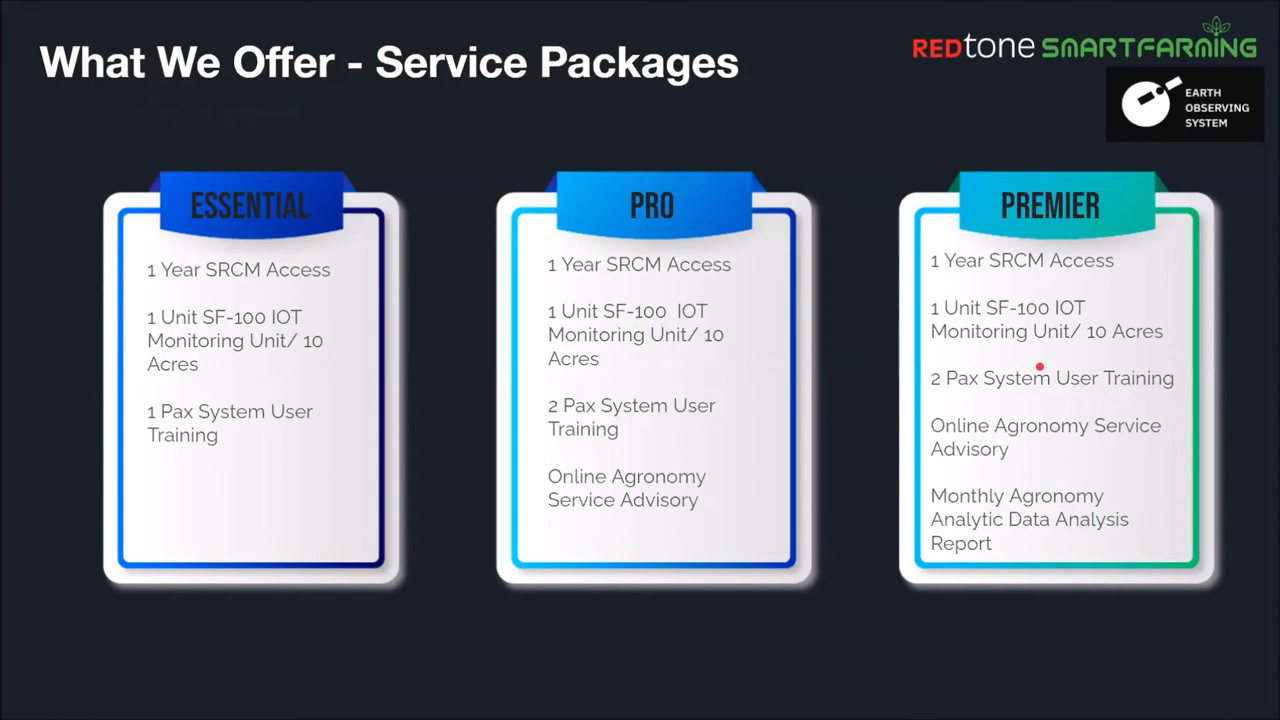 What We Offer - Service Packages
REDtone SMARTFARMING
EARTH
OBSERVING
SYSTEM
ESSENTIAL
1 Year SRCM Access
1 Unit SF-100 IOT
Monitoring Unit/ 10
Acres
1 Pax System User
Training
PRO
1 Year SRCM Access
1 Unit SF-100  IOT
Monitoring Unit/ 10
Acres
2 Pax System User
Training
Online Agronomy
Service Advisory
PREMIER
1 Year SRCM Access
1 Unit SF-100 IOT
Monitoring Unit/ 10 Acres
2 Pax System User Training
Online Agronomy Service
Advisory
Monthly Agronomy
Analytic Data Analysis
Report